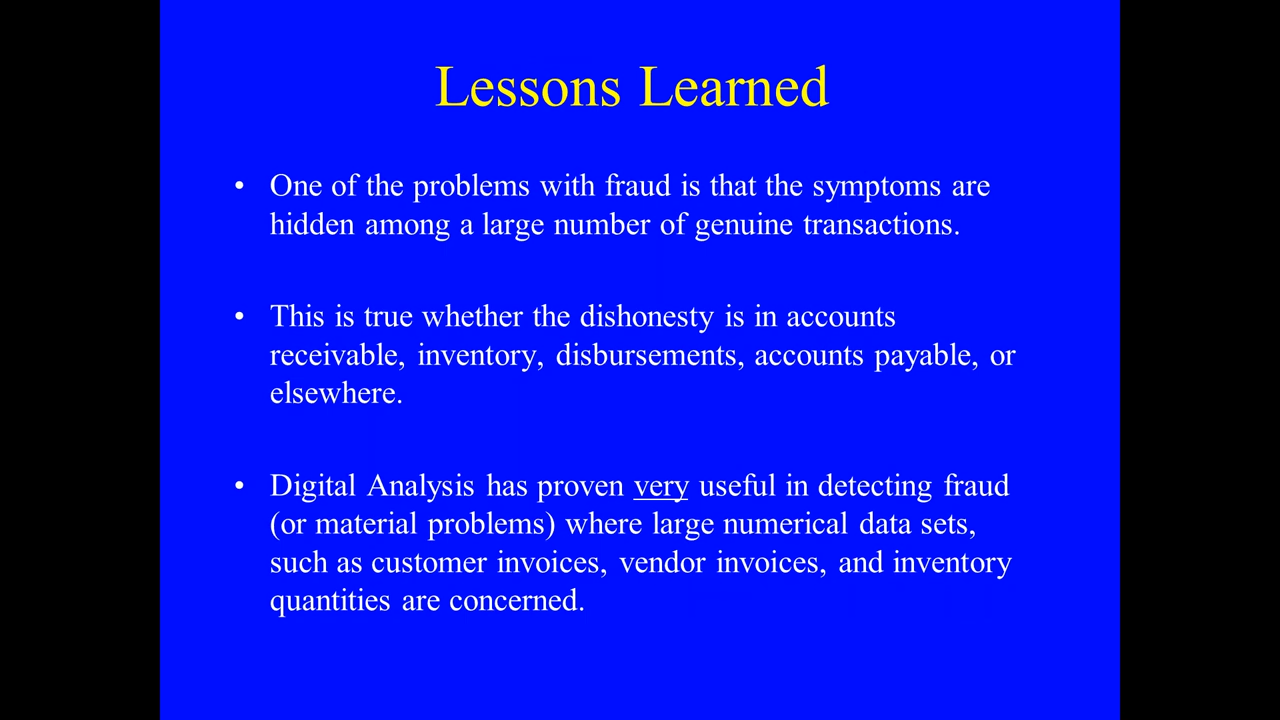 Lessons Learned
• One of the problems with fraud is that the symptoms are
hidden among a large number of genuine transactions.
• This is true whether the dishonesty is in accounts
receivable, inventory, disbursements, accounts payable, or
elsewhere.
• Digital Analysis has proven very useful in detecting fraud
(or material problems) where large numerical data sets,
such as customer invoices, vendor invoices, and inventory
quantities are concerned.